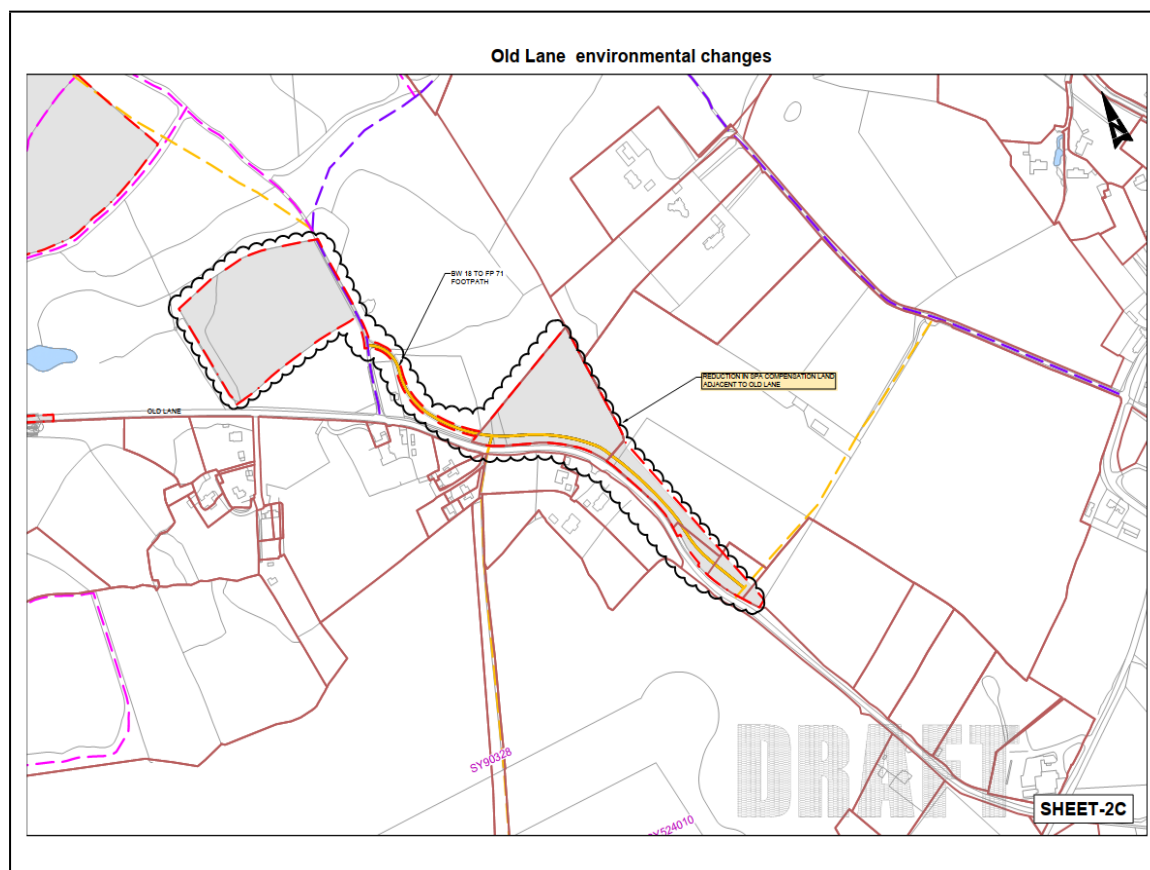 Old Lane environmental changes
BW 18 TO FP 71
FOOTPATH
REDUCTION IN SPA COMPENSATION LAND
ADJACENT TO OLD LANE
OLD LANE
SY90328
SY524010
DRAFT
SHEET-2C